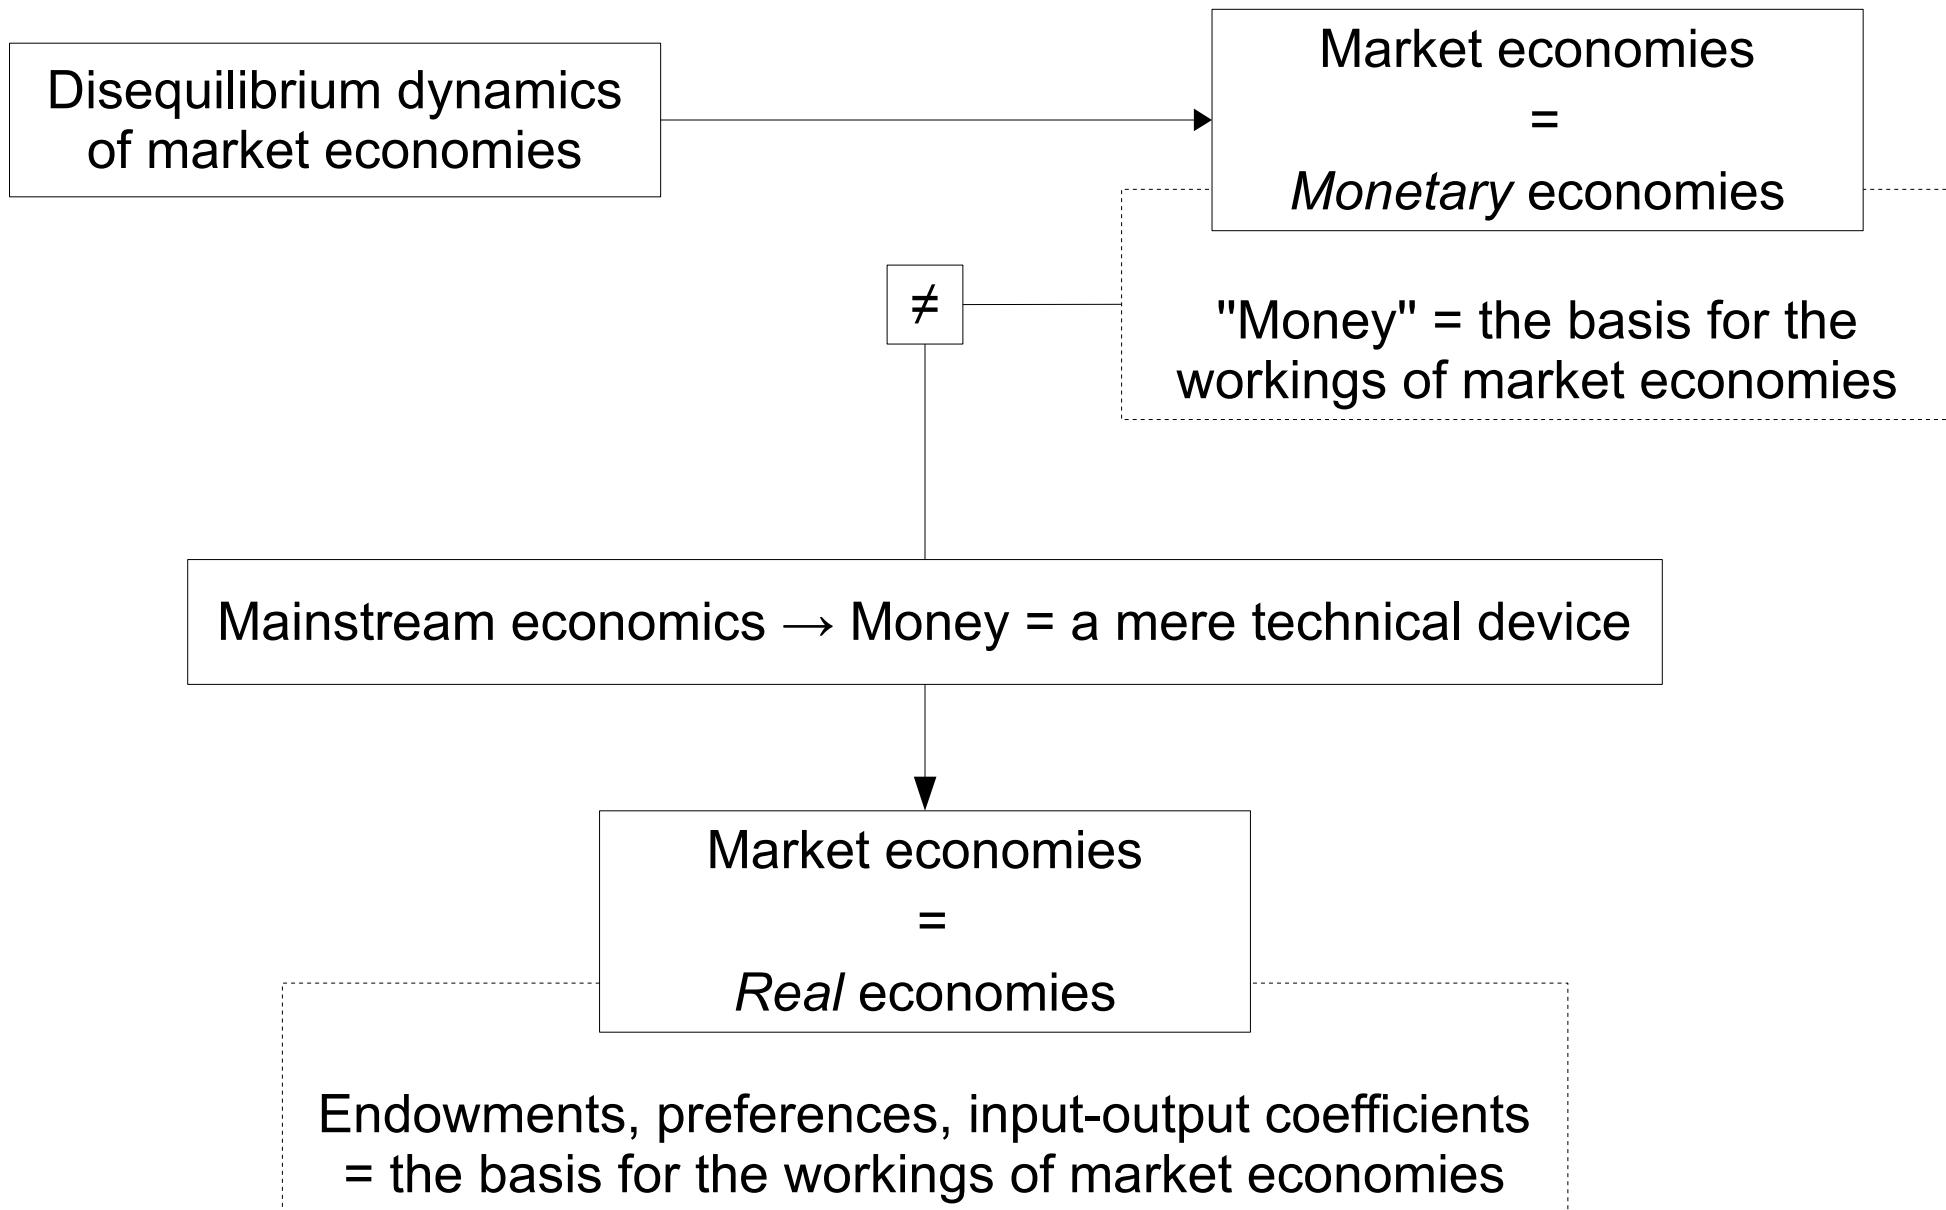 Disequilibrium dynamics
of market economies
Market economies
=
Monetary economies
≠
"Money" = the basis for the
workings of market economies
Mainstream economics → Money = a mere technical device
Market economies
=
Real economies
Endowments, preferences, input-output coefficients
= the basis for the workings of market economies